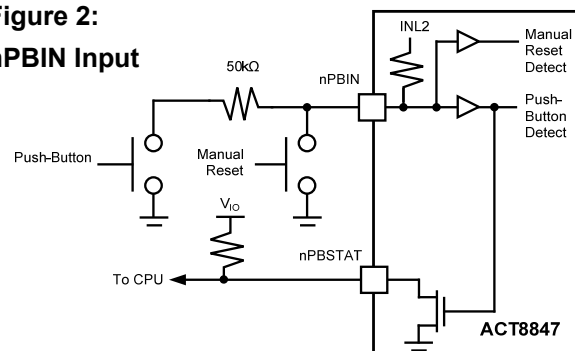 Figure 2:
nPBIN Input
INL2
Manual
Reset
Detect
50kΩ
nPBIN
Push-
Button
Detect
Push-Button
Manual
Reset
VIO
nPBSTAT
To CPU
ACT8847